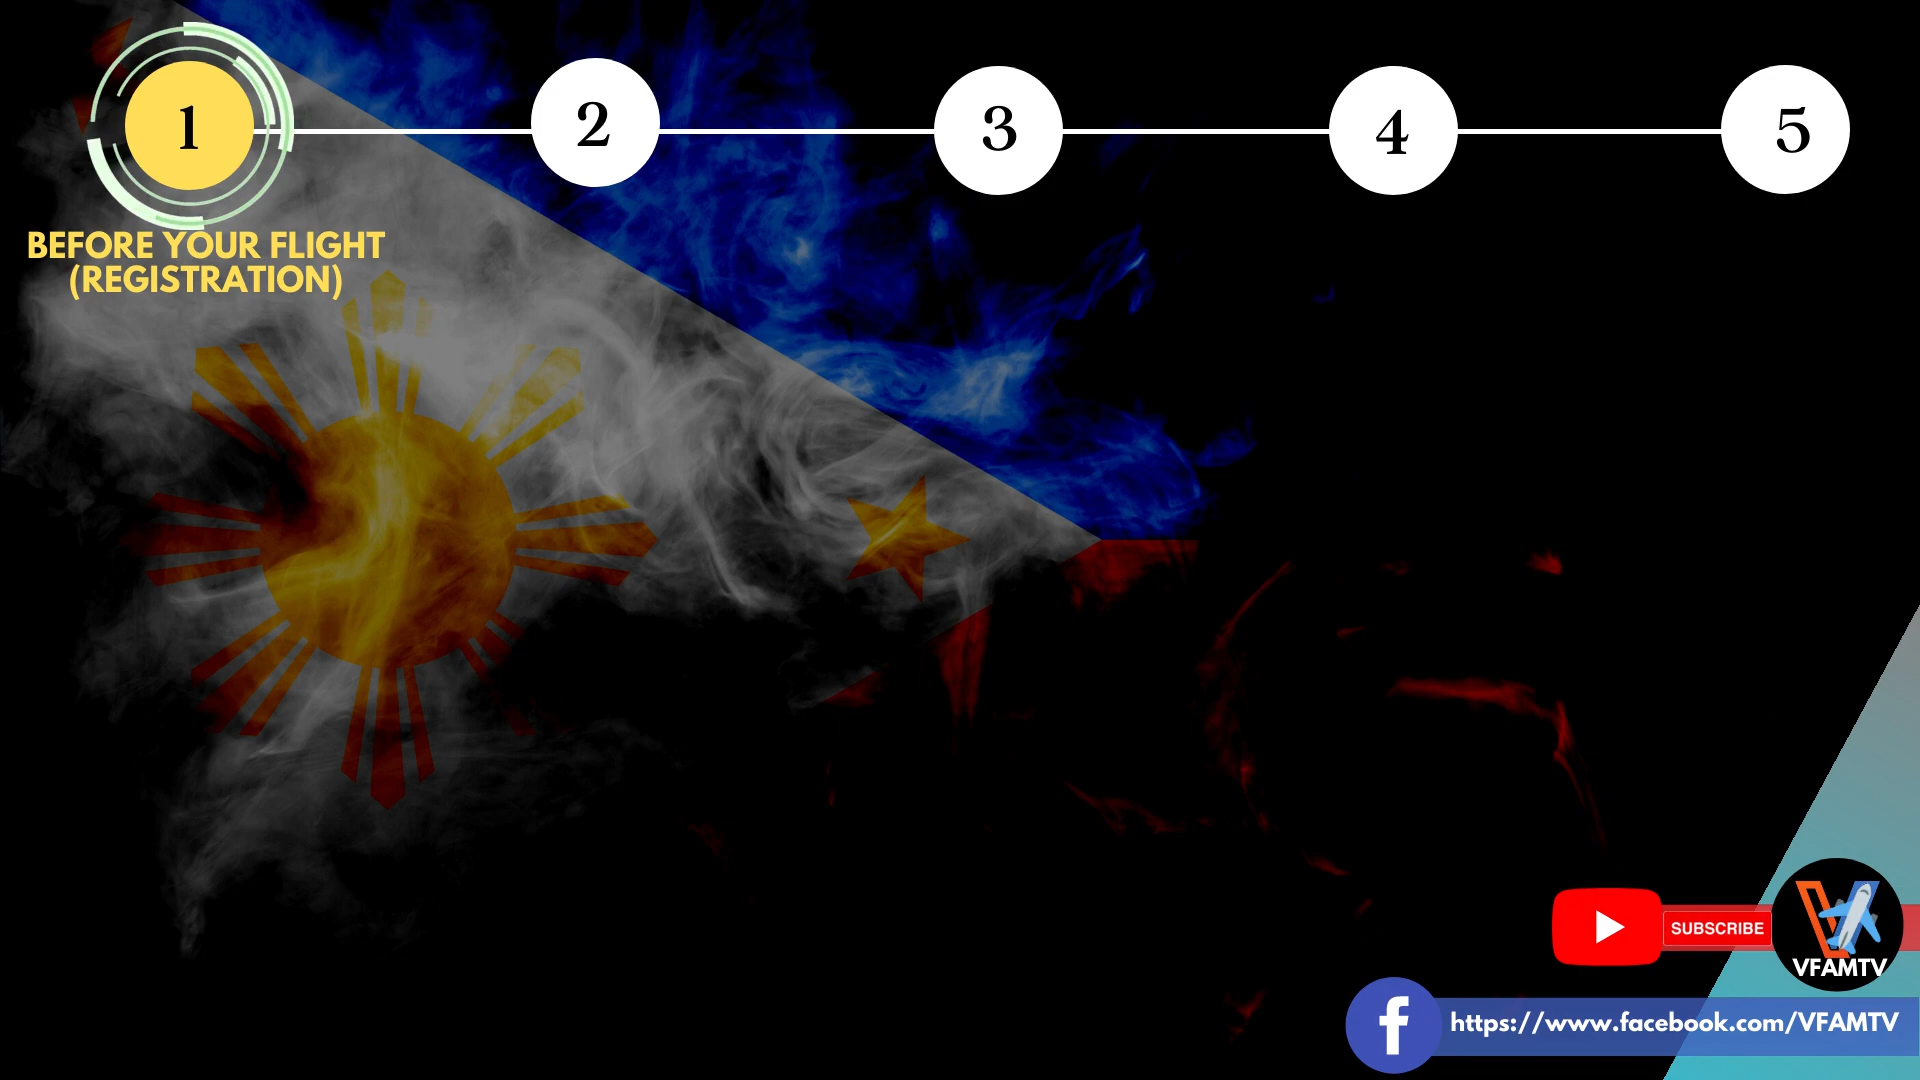 1
2
3
4
5
BEFORE YOUR FLIGHT
(REGISTRATION)
SUBSCRIBE
VFAMTV
https://www.facebook.com/VFAMTV